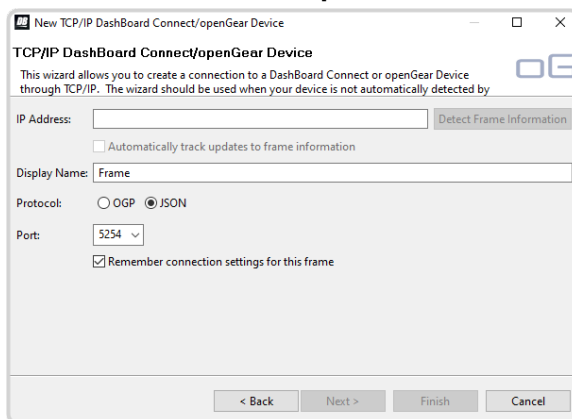 DB New TCP/IP DashBoard Connect/openGear Device
TCP/IP DashBoard Connect/openGear Device
This wizard allows you to create a connection to a DashBoard Connect or openGear Device
through TCP/IP. The wizard should be used when your device is not automatically detected by
IP Address: Detect Frame Information
Automatically track updates to frame information
Display Name: Frame
Protocol: OGP JSON
Port: 5254
Remember connection settings for this frame
< Back Next > Finish Cancel